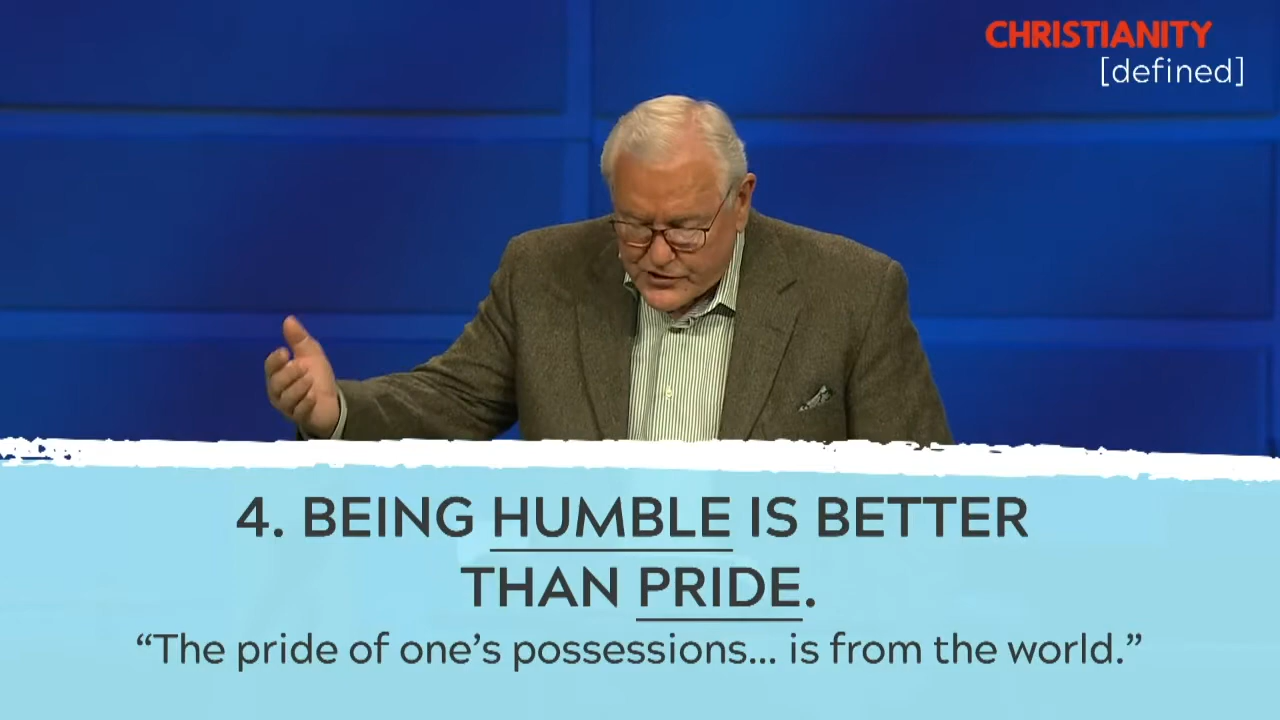 CHRISTIANITY
[defined]
4. BEING HUMBLE IS BETTER
THAN PRIDE.
“The pride of one’s possessions... is from the world.”